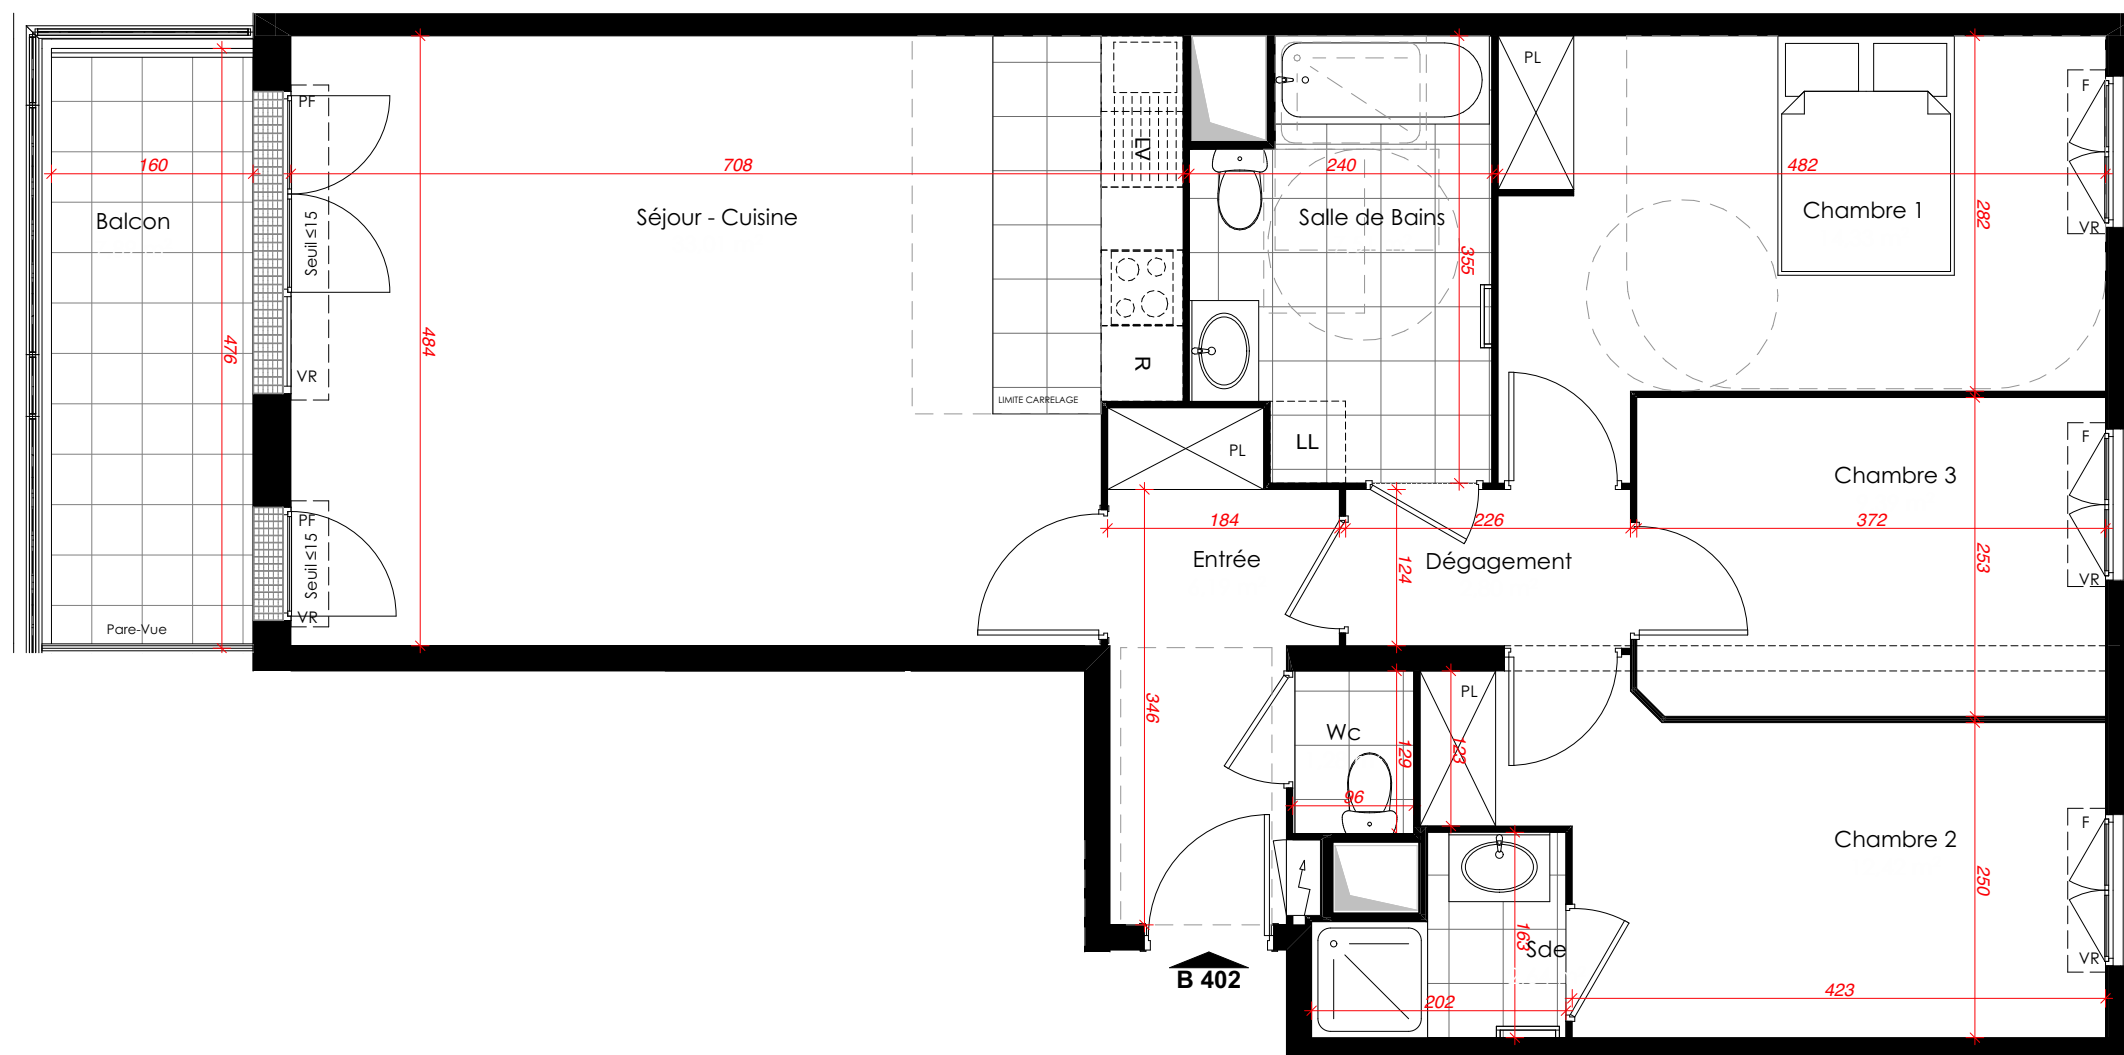 PL
F
PF
LV
160
708
240
482
Balcon
Séjour - Cuisine
Salle de Bains
Chambre 1
282
VR
Seuil ≤15
355
476
484
VR
R
LIMITE CARRELAGE
PL
LL
F
Chambre 3
PF
184
226
372
Seuil ≤15
Entrée
124
Dégagement
253
VR
VR
Pare-Vue
346
PL
Wc
129
123
96
F
Chambre 2
250
163
Sde
VR
B 402
202
423